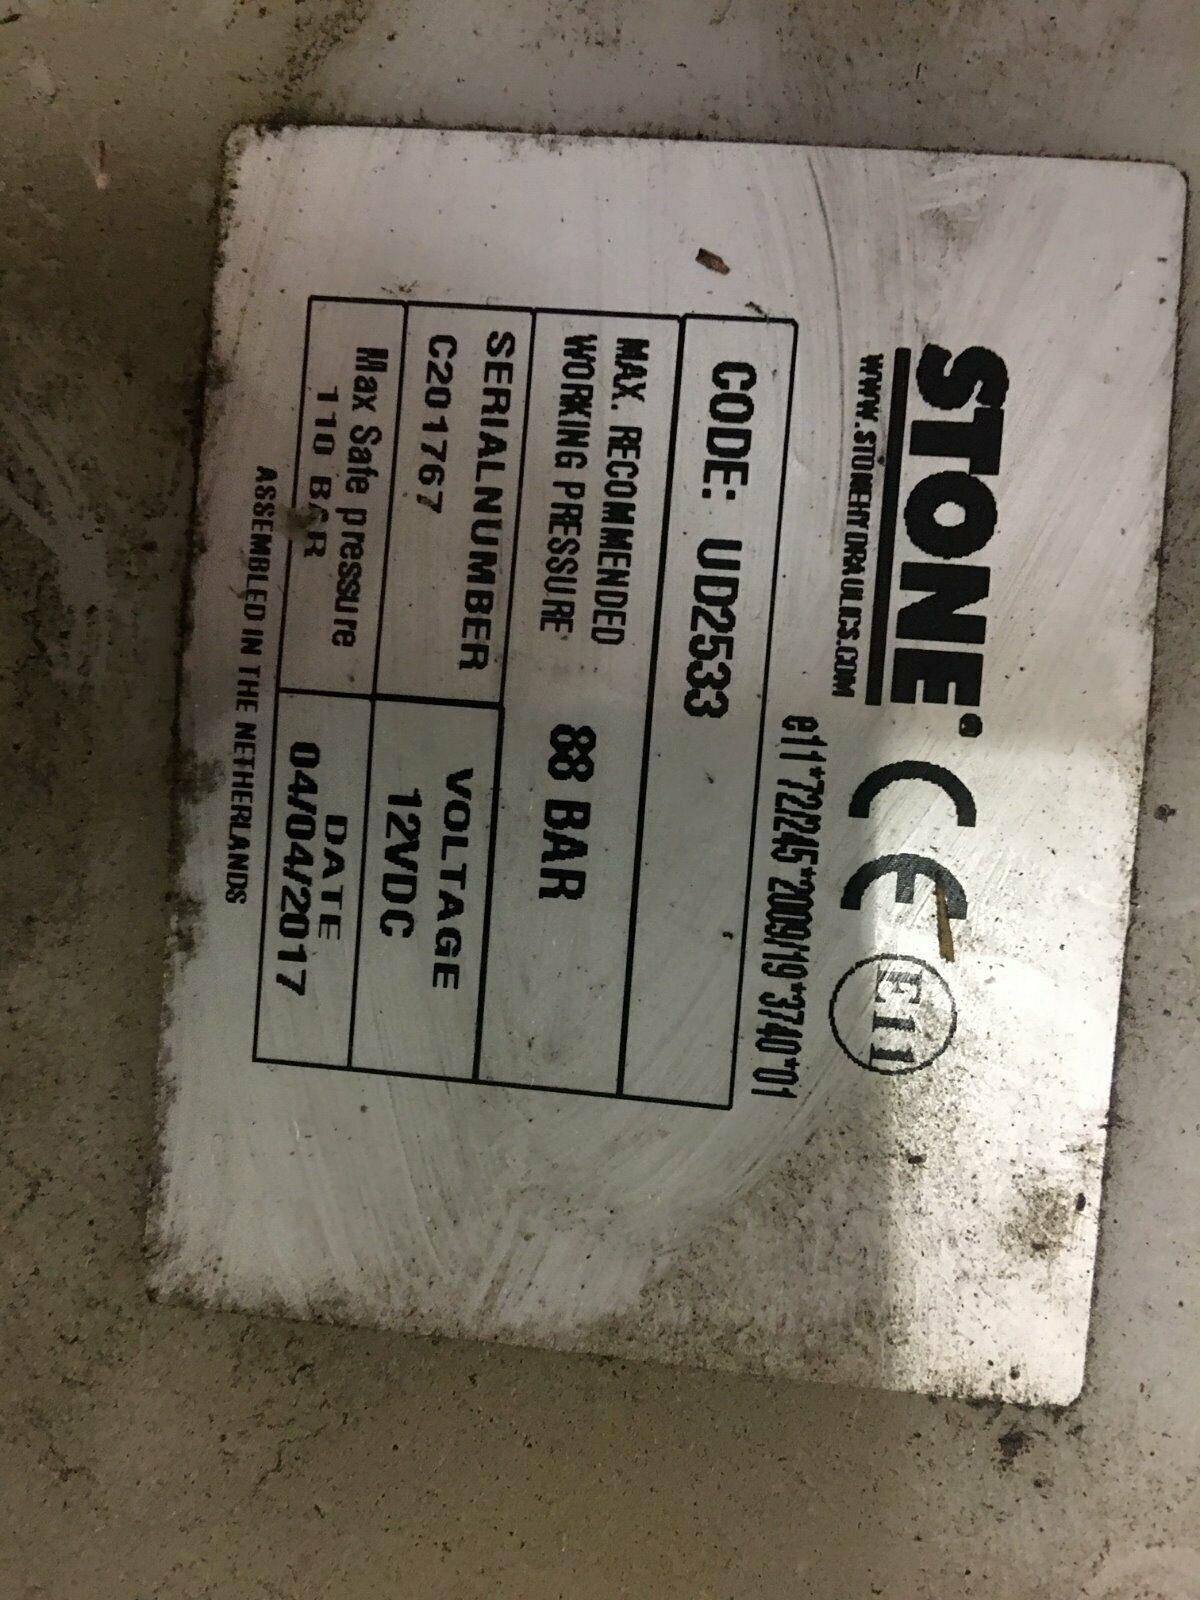 STONE®
WWW.STONEHYDRAULICS.COM
CE E11
e11*72/245*2009/19*3740*01
CODE: UD2533
MAX. RECOMMENDED
WORKING PRESSURE 88 BAR
SERIALNUMBER
C201767
VOLTAGE
12VDC
Max Safe pressure
110 BAR
DATE
04/04/2017
ASSEMBLED IN THE NETHERLANDS